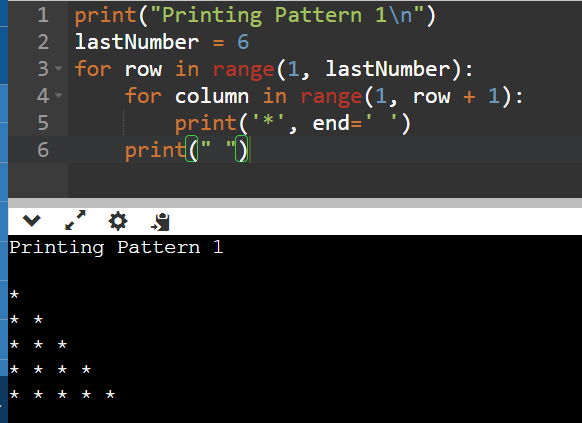 1 print("Printing Pattern 1\n")
2 lastNumber = 6
3 for row in range(1, lastNumber):
4     for column in range(1, row + 1):
5         print('*', end=' ')
6     print(" ")
Printing Pattern 1
*
* *
* * *
* * * *
* * * * *